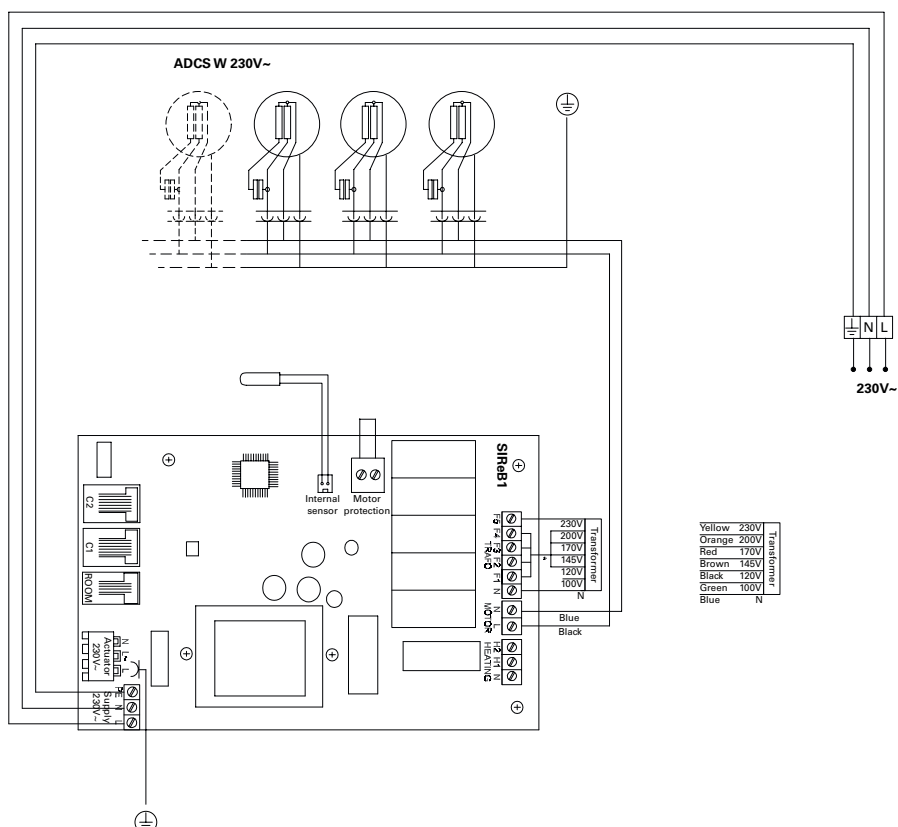 ADCS W 230V~
N L
230V~
SIReB1
Internal
sensor
Motor
protection
C2
C1
ROOM
N
L↑
L
Actuator
230V~
PE
N
L
Supply
230V~
F5
F4
F3
F2
F1
N
TRAFO
230V
200V
170V
145V
120V
100V
N
Transformer
N
L
MOTOR
Blue
Black
H2
H1
N
HEATING
Yellow 230V
Orange 200V
Red 170V
Brown 145V
Black 120V
Green 100V
Blue N
Transformer